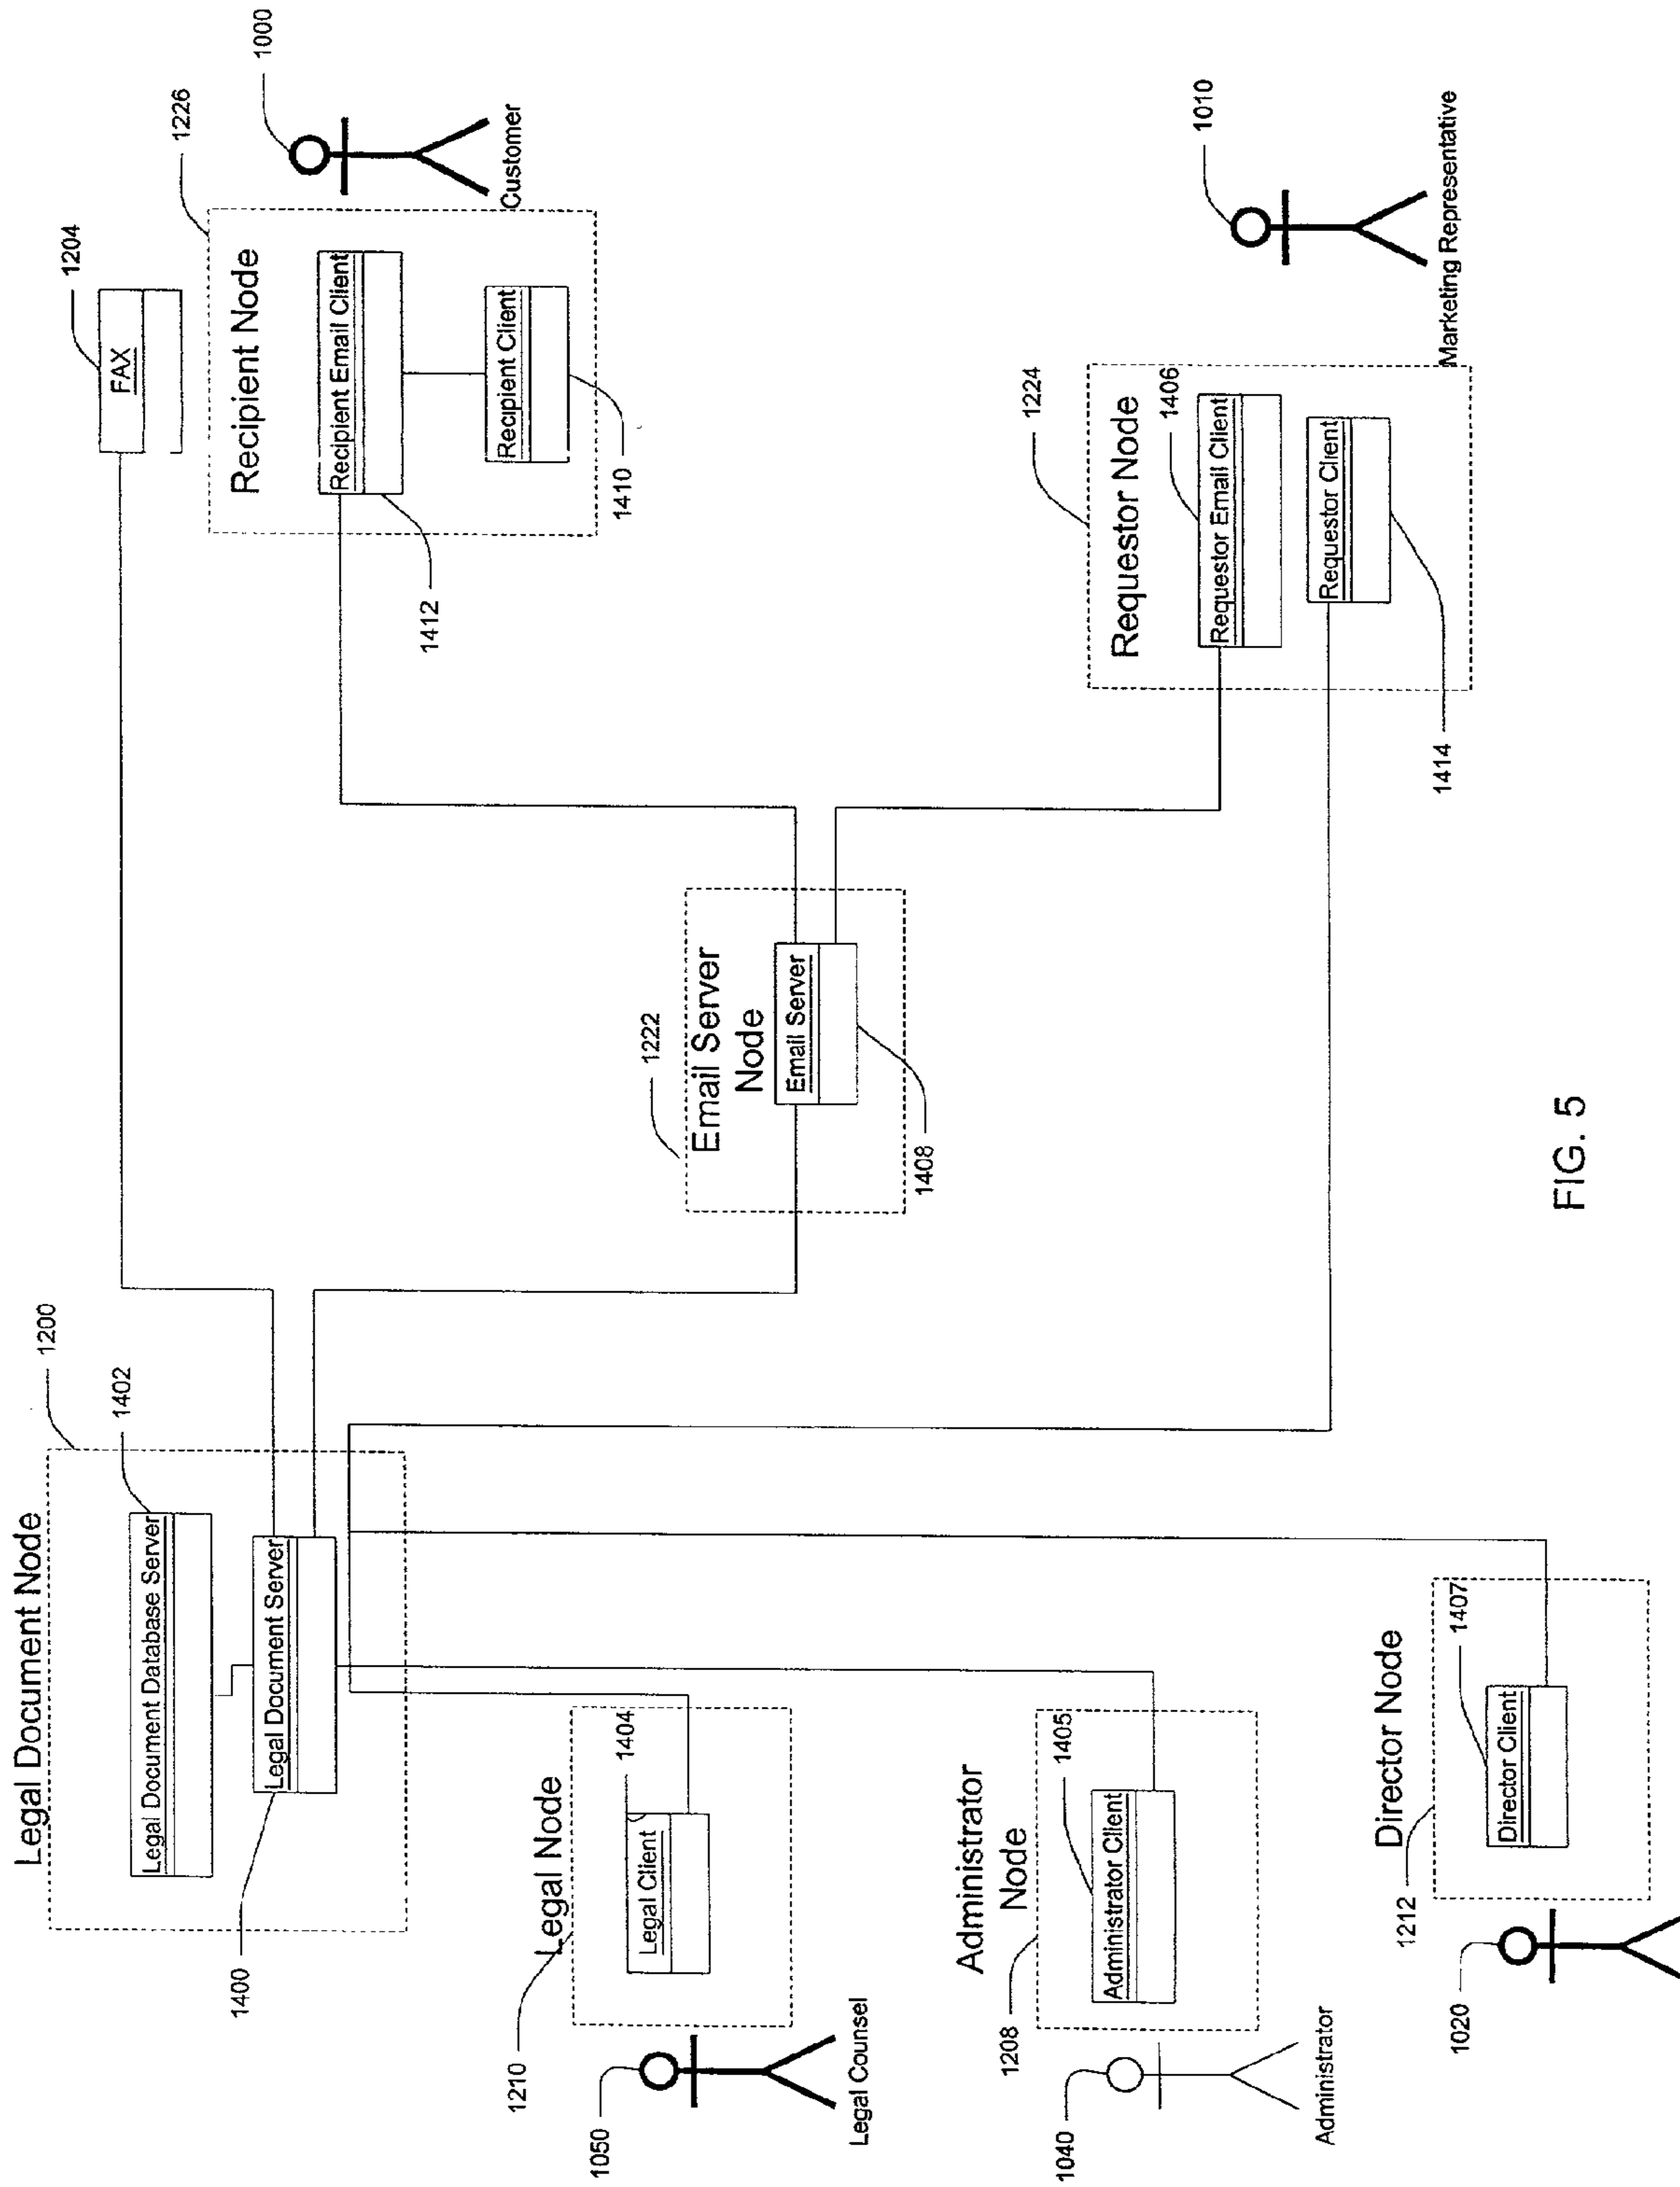 Legal Document Node
1200
1402
Legal Document Database Server
Legal Document Server
1400
1204
FAX
1226
1000
Recipient Node
Recipient Email Client
Recipient Client
Customer
1412
1410
1222
Email Server
Node
Email Server
1408
1210
Legal Node
1404
Legal Client
1050
Legal Counsel
1224
Requestor Node
1406
Requestor Email Client
Requestor Client
1414
1010
Marketing Representative
1208
Administrator
Node
1405
Administrator Client
1040
Administrator
1212
Director Node
1407
Director Client
1020
FIG. 5